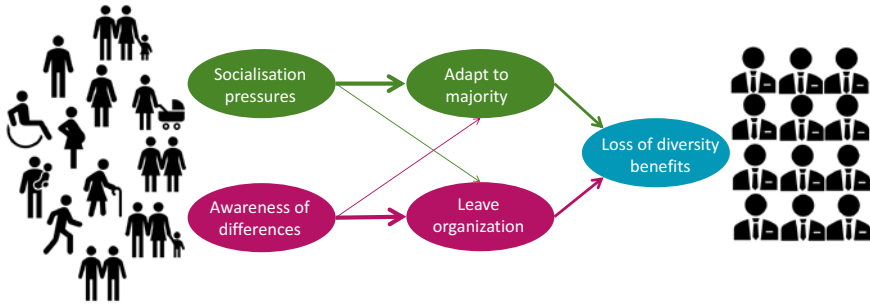 Socialisation
pressures
Adapt to
majority
Loss of diversity
benefits
Awareness of
differences
Leave
organization